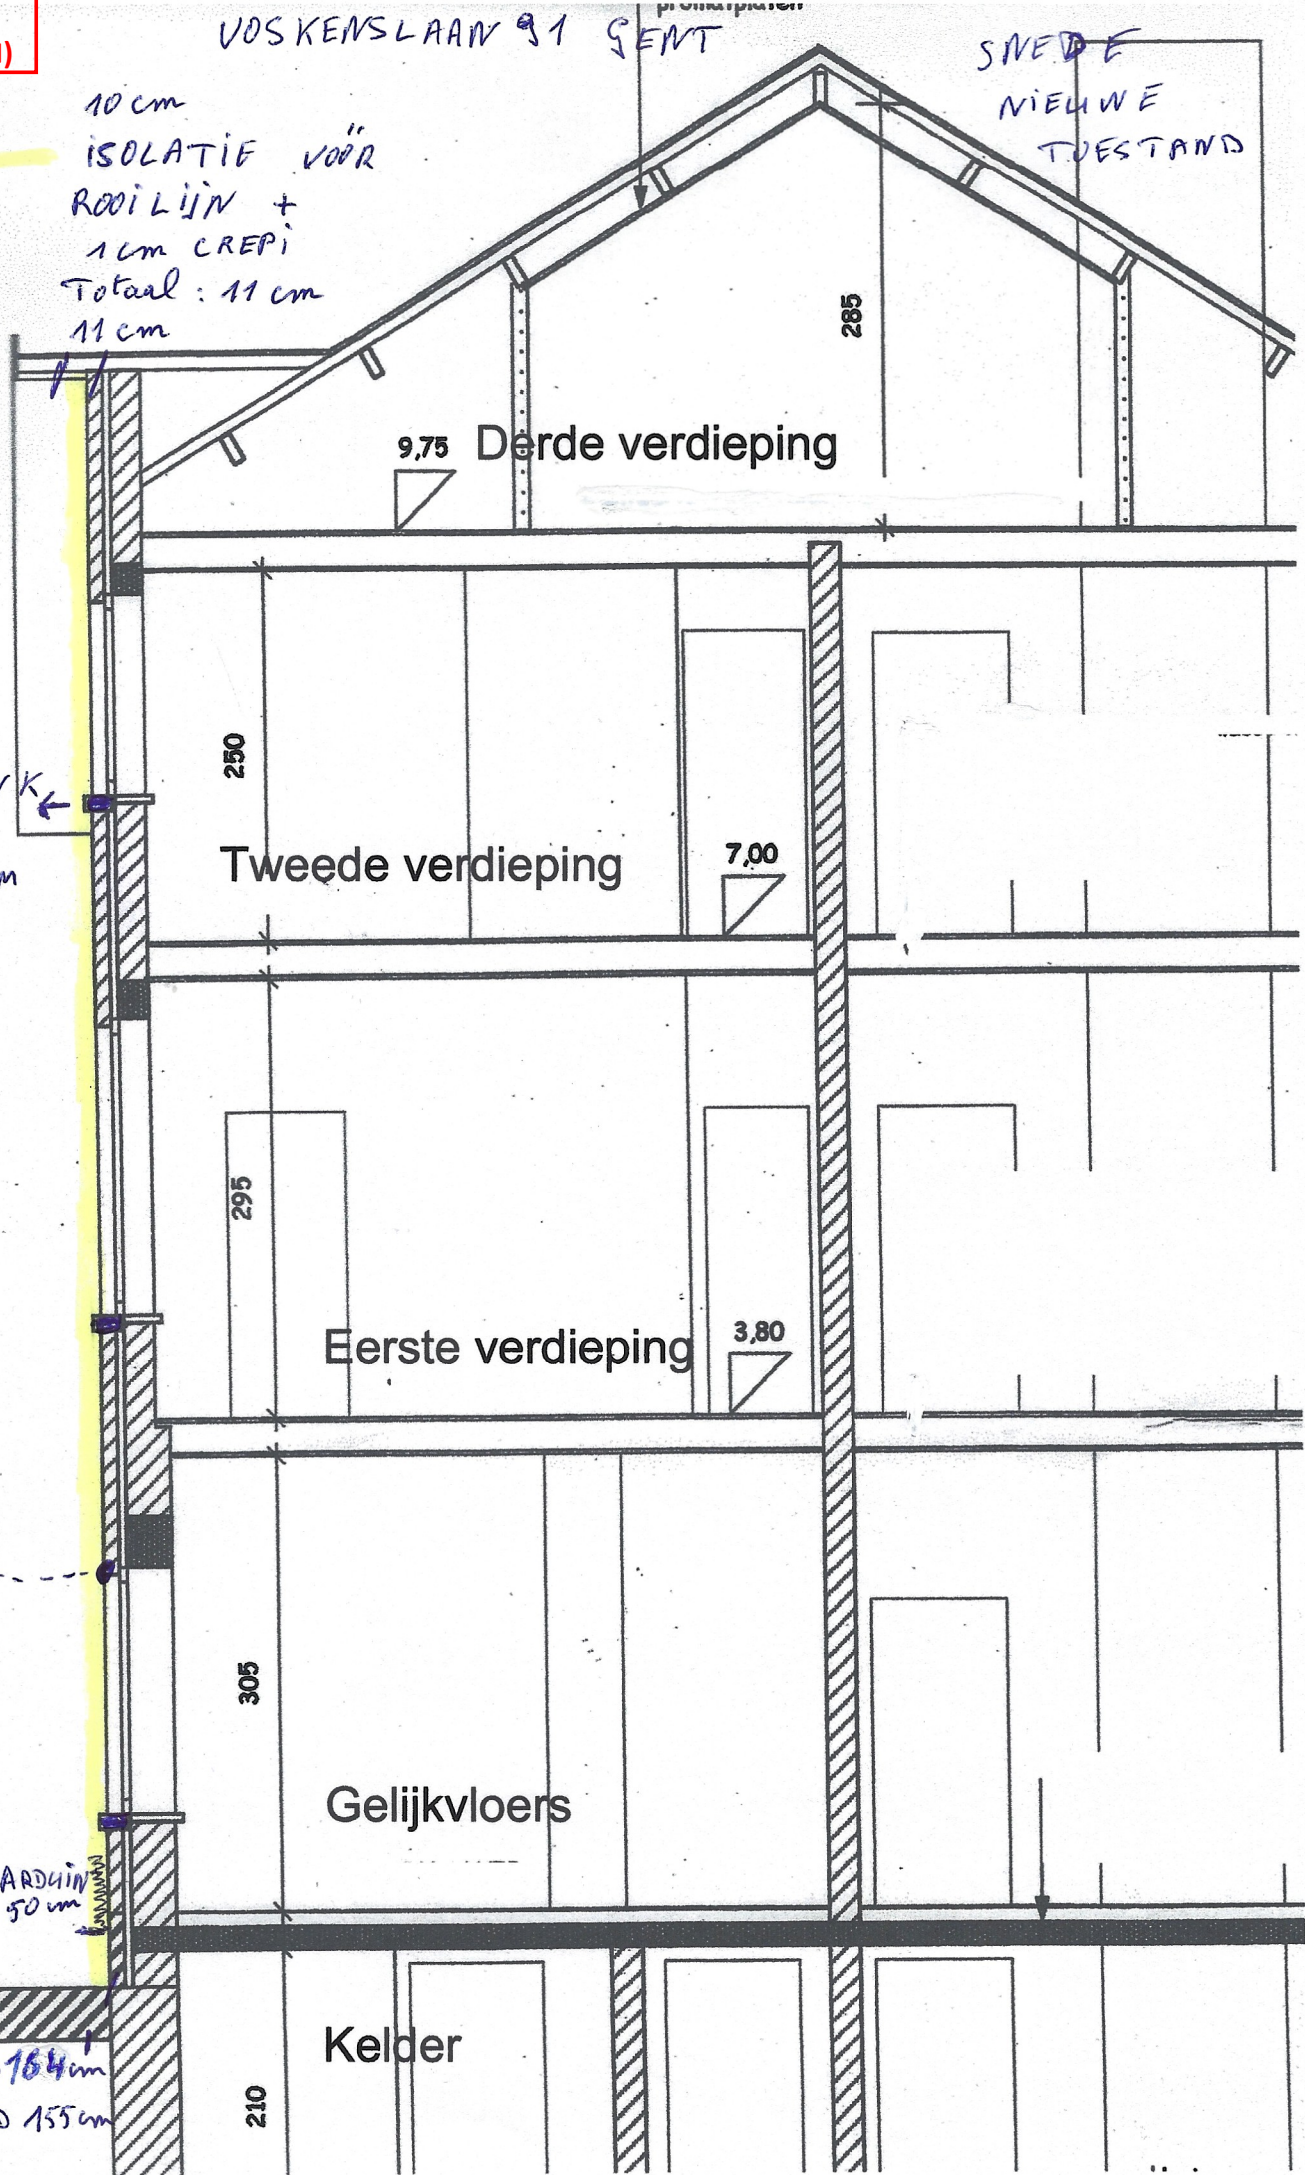 VOSKENSLAAN 91 GENT
SNEDE
NIEUWE
TOESTAND
10 cm
ISOLATIE VÓÓR
ROOILIJN +
1 cm CREPI
Totaal : 11 cm
11 cm
285
9,75
Derde verdieping
250
K
Tweede verdieping
7,00
295
Eerste verdieping
3,80
305
Gelijkvloers
ARDUIN
50 cm
Kelder
164 cm
155 cm
210